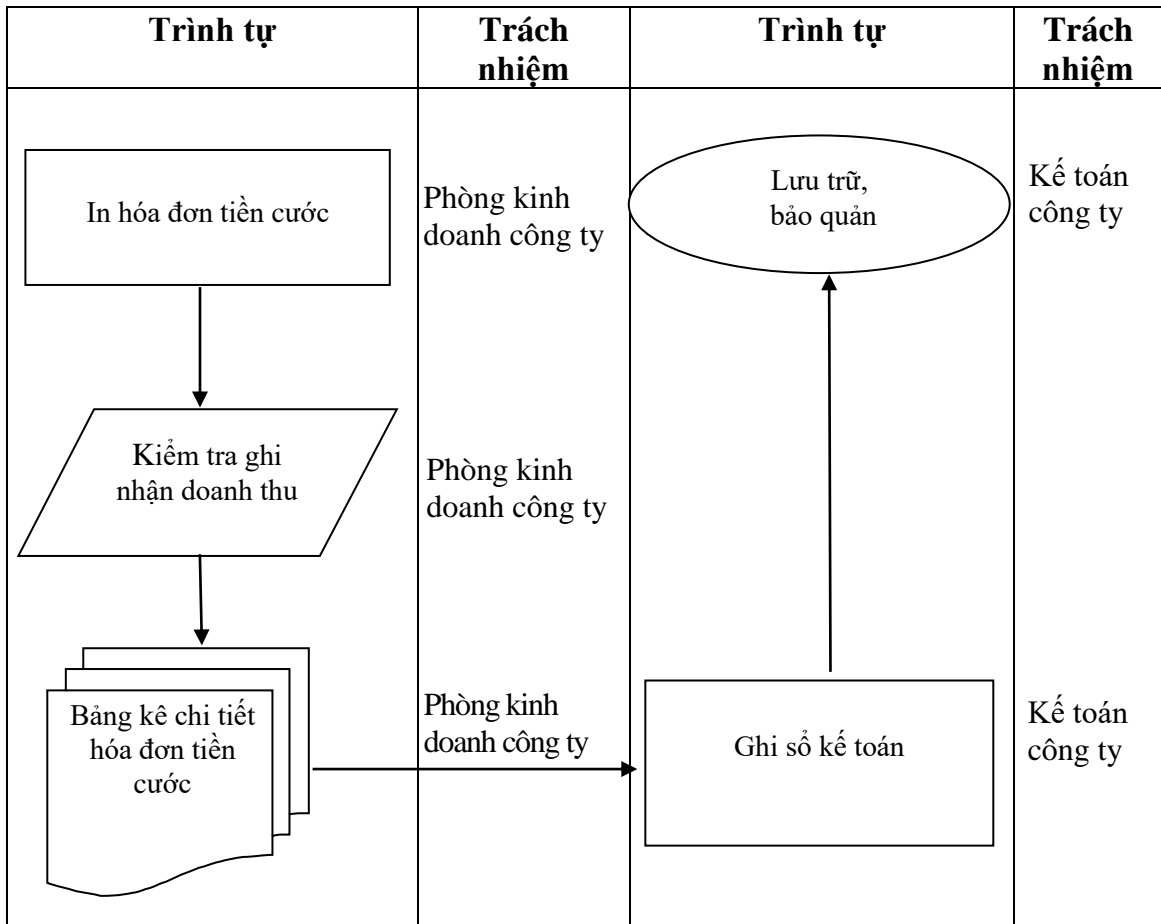 Trình tự
Trách
nhiệm
Trình tự
Trách
nhiệm
In hóa đơn tiền cước
Phòng kinh
doanh công ty
Lưu trữ,
bảo quản
Kế toán
công ty
Kiểm tra ghi
nhận doanh thu
Phòng kinh
doanh công ty
Bảng kê chi tiết
hóa đơn tiền
cước
Phòng kinh
doanh công ty
Ghi sổ kế toán
Kế toán
công ty